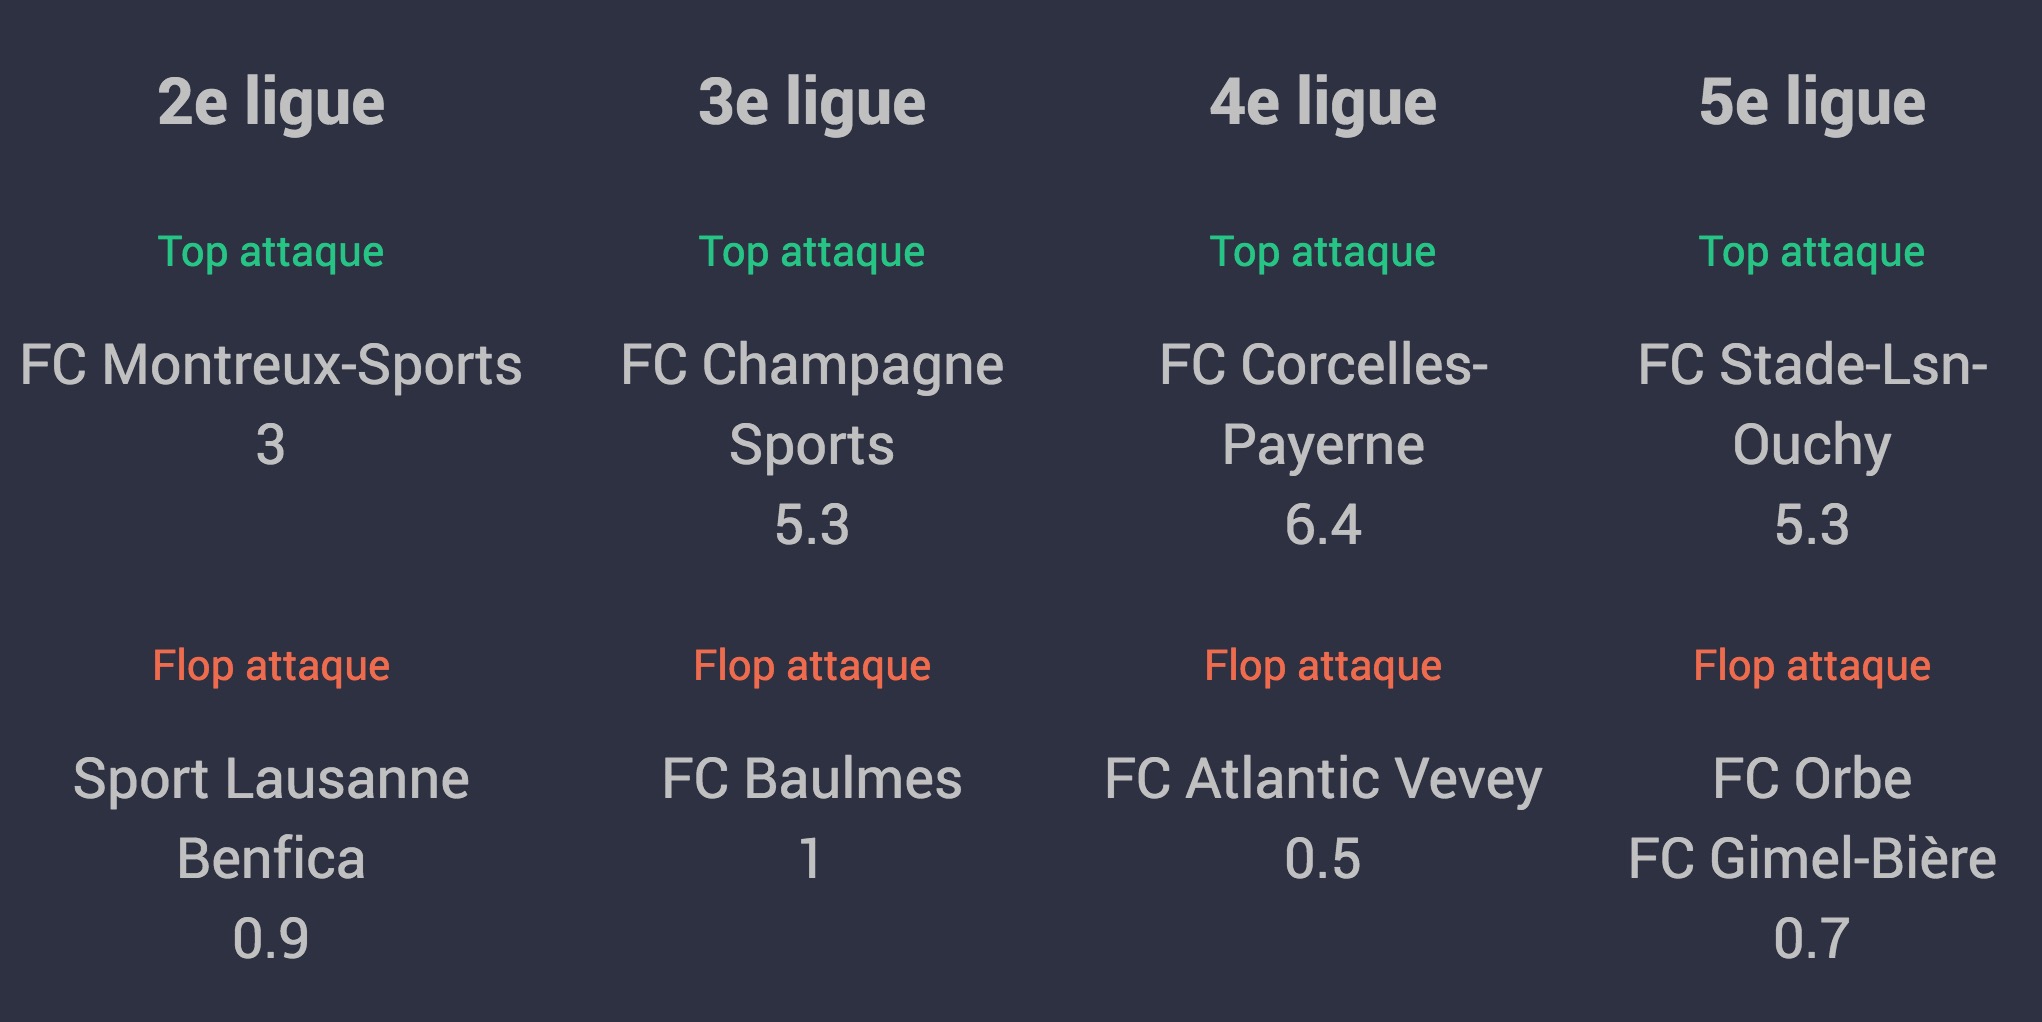 2e ligue
3e ligue
4e ligue
5e ligue
Top attaque
Top attaque
Top attaque
Top attaque
FC Montreux-Sports
3
FC Champagne
Sports
5.3
FC Corcelles-
Payerne
6.4
FC Stade-Lsn-
Ouchy
5.3
Flop attaque
Flop attaque
Flop attaque
Flop attaque
Sport Lausanne
Benfica
0.9
FC Baulmes
1
FC Atlantic Vevey
0.5
FC Orbe
FC Gimel-Bière
0.7